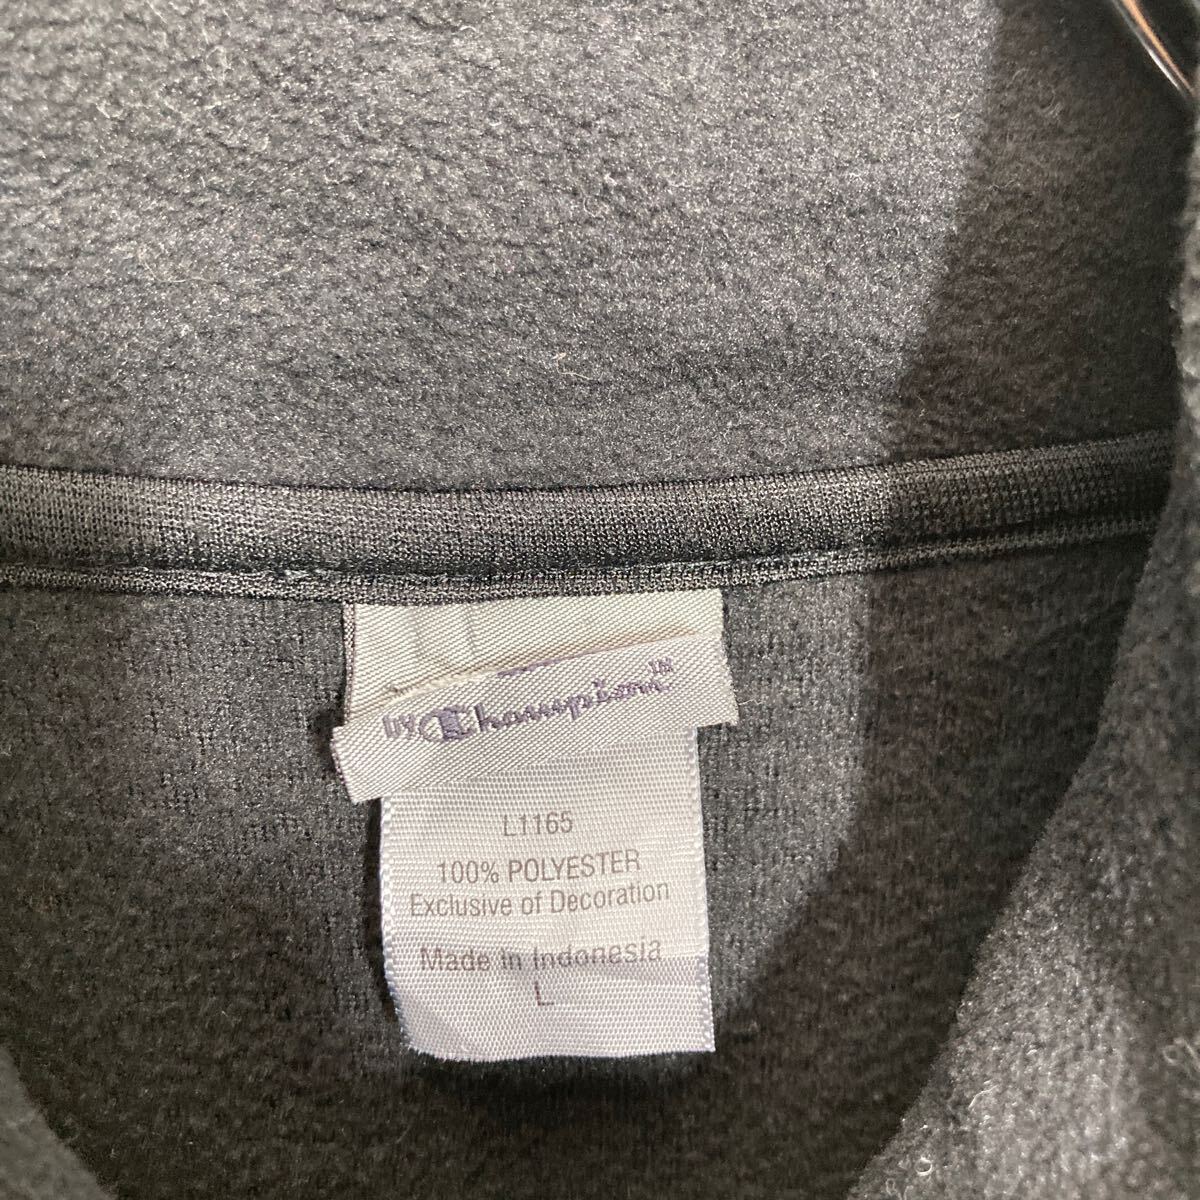 by Champion™
L1165
100% POLYESTER
Exclusive of Decoration
Made in Indonesia
L